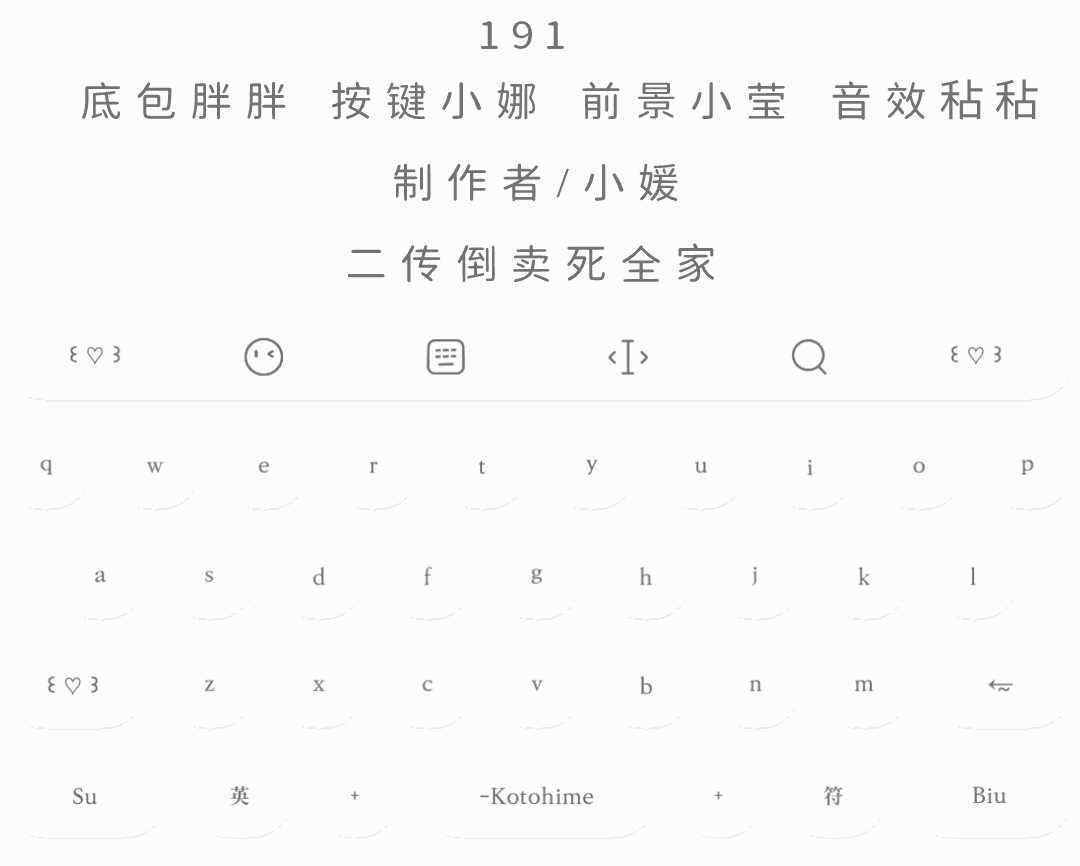 191
底包胖胖 按键小娜 前景小莹 音效秥秥
制作者/小媛
二传倒卖死全家
꒰ ♡ ꒱ ꒰ ♡ ꒱
q w e r t y u i o p
a s d f g h j k l
꒰ ♡ ꒱ z x c v b n m
Su 英 + -Kotohime + 符 Biu